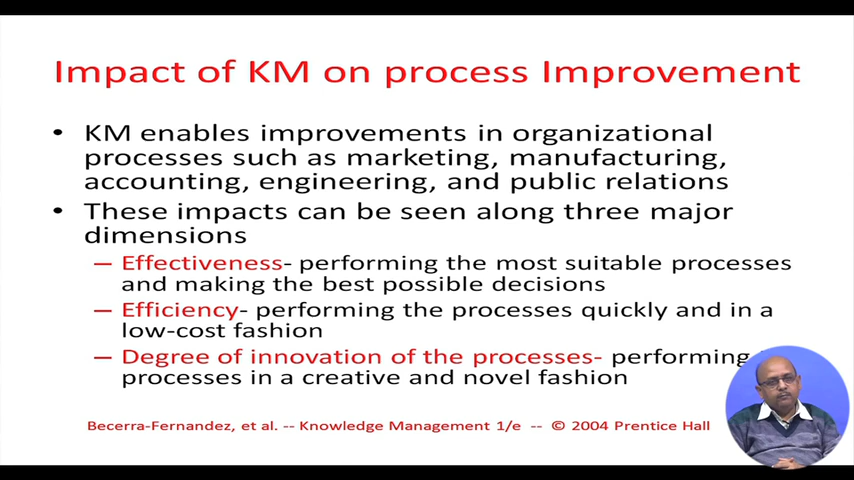 Impact of KM on process Improvement
• KM enables improvements in organizational
processes such as marketing, manufacturing,
accounting, engineering, and public relations
• These impacts can be seen along three major
dimensions
– Effectiveness- performing the most suitable processes
and making the best possible decisions
– Efficiency- performing the processes quickly and in a
low-cost fashion
– Degree of innovation of the processes- performing
processes in a creative and novel fashion
Becerra-Fernandez, et al. -- Knowledge Management 1/e -- © 2004 Prentice Hall